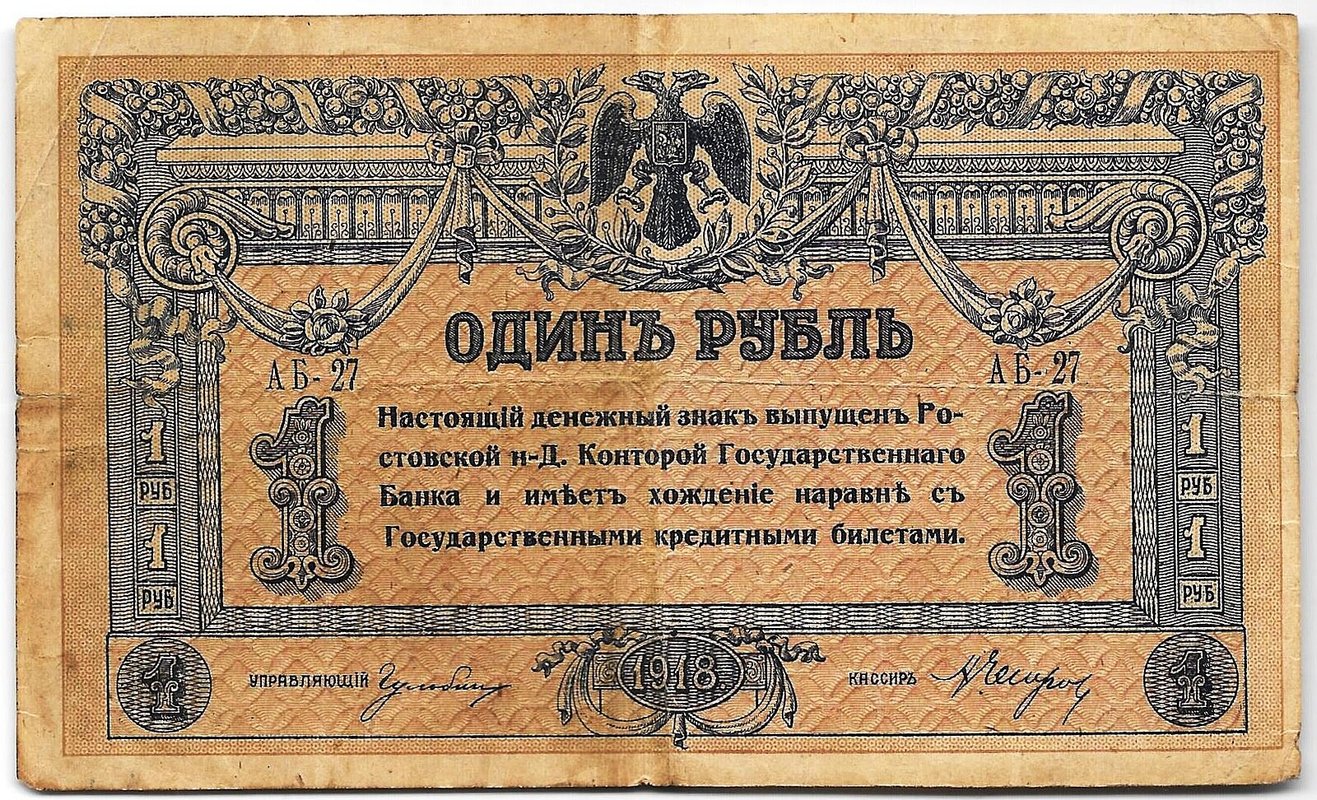 ОДИНЪ РУБЛЬ
АБ-27 АБ-27
1 1
Настоящій денежный знакъ выпущенъ Ро-
стовской н-Д. Конторой Государственнаго
Банка и имѣетъ хожденіе наравнѣ съ
Государственными кредитными билетами.
1 1
РУБ РУБ
1 1
РУБ РУБ
1 УПРАВЛЯЮЩІЙ 1918 КАССИРЪ 1